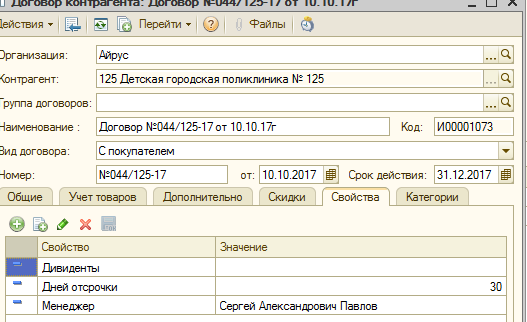 Договор контрагента: Договор №044/125-17 от 10.10.17г
Действия Перейти Файлы
Организация: Айрус
Контрагент: 125 Детская городская поликлиника № 125
Группа договоров:
Наименование : Договор №044/125-17 от 10.10.17г Код: И00001073
Вид договора: С покупателем
Номер: №044/125-17 от: 10.10.2017 Срок действия: 31.12.2017
Общие Учет товаров Дополнительно Скидки Свойства Категории
Свойство Значение
Дивиденты
Дней отсрочки 30
Менеджер Сергей Александрович Павлов